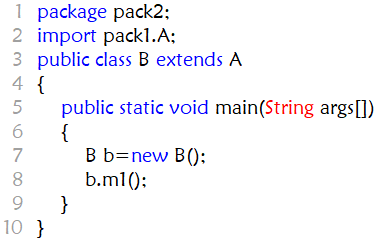 1 package pack2;
2 import pack1.A;
3 public class B extends A
4 {
5 public static void main(String args[])
6 {
7 B b=new B();
8 b.m1();
9 }
10 }